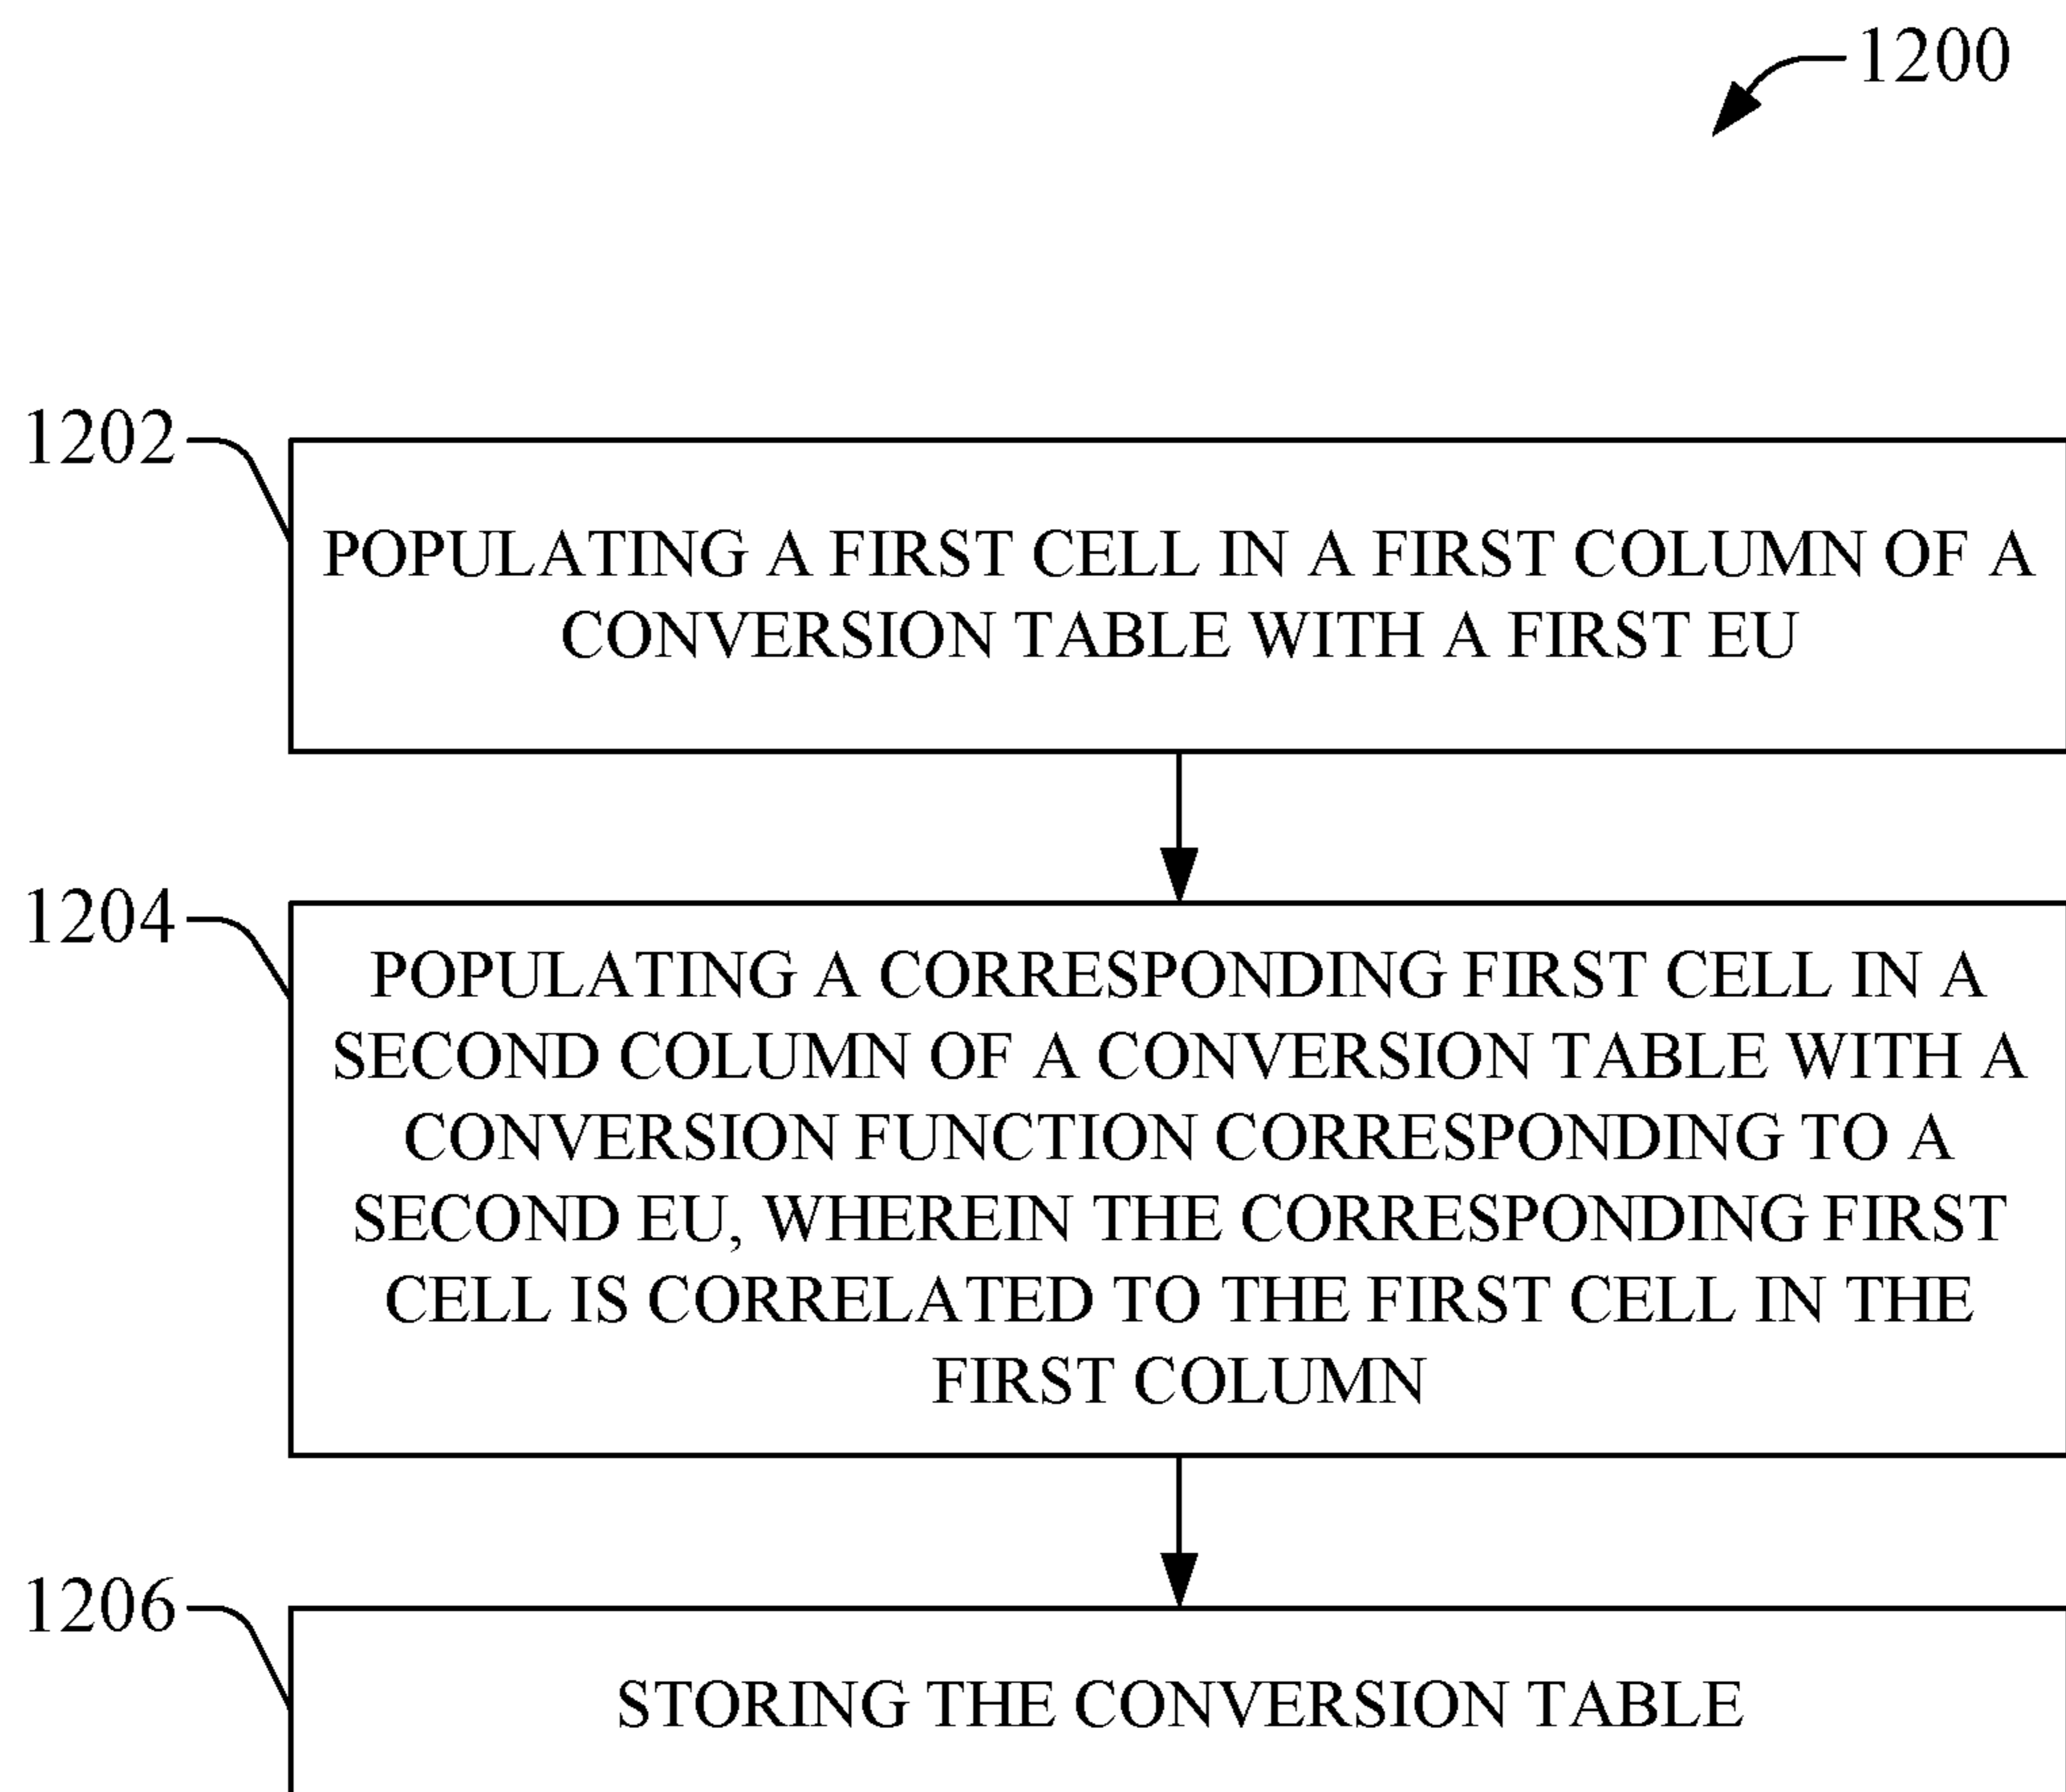 1200
1202
POPULATING A FIRST CELL IN A FIRST COLUMN OF A
CONVERSION TABLE WITH A FIRST EU
1204
POPULATING A CORRESPONDING FIRST CELL IN A
SECOND COLUMN OF A CONVERSION TABLE WITH A
CONVERSION FUNCTION CORRESPONDING TO A
SECOND EU, WHEREIN THE CORRESPONDING FIRST
CELL IS CORRELATED TO THE FIRST CELL IN THE
FIRST COLUMN
1206
STORING THE CONVERSION TABLE